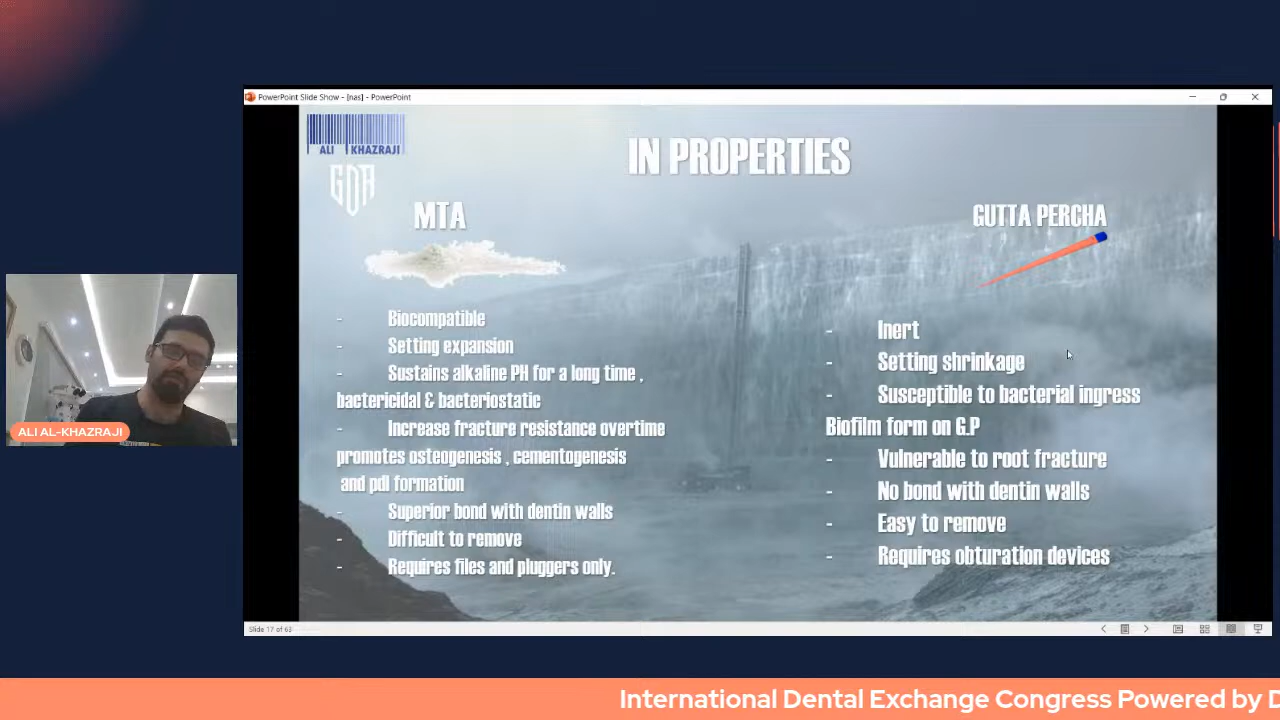 PowerPoint Slide Show - [nas] - PowerPoint
ALI KHAZRAJI
GDA
IN PROPERTIES
MTA
- Biocompatible
- Setting expansion
- Sustains alkaline PH for a long time ,
bactericidal & bacteriostatic
- Increase fracture resistance overtime
promotes osteogenesis , cementogenesis
and pdl formation
- Superior bond with dentin walls
- Difficult to remove
- Requires files and pluggers only.
GUTTA PERCHA
- Inert
- Setting shrinkage
- Susceptible to bacterial ingress
Biofilm form on G.P
- Vulnerable to root fracture
- No bond with dentin walls
- Easy to remove
- Requires obturation devices
ALI AL-KHAZRAJI
Slide 17 of 63
International Dental Exchange Congress Powered by D